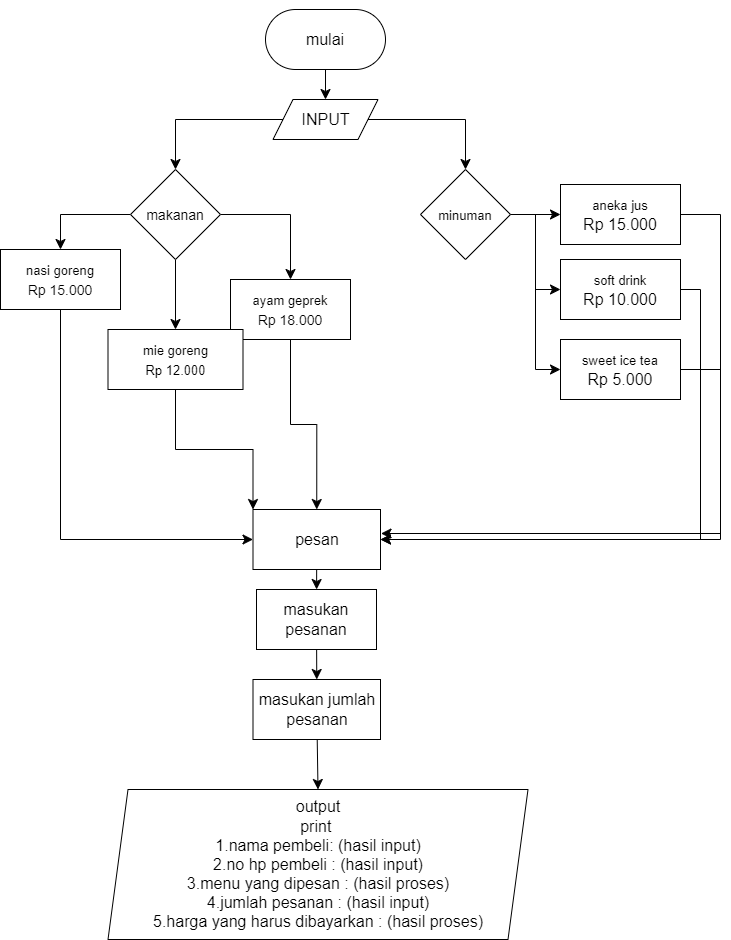 mulai
INPUT
makanan
minuman
aneka jus
Rp 15.000
nasi goreng
Rp 15.000
ayam geprek
Rp 18.000
soft drink
Rp 10.000
mie goreng
Rp 12.000
sweet ice tea
Rp 5.000
pesan
masukan
pesanan
masukan jumlah
pesanan
output
print
1.nama pembeli: (hasil input)
2.no hp pembeli : (hasil input)
3.menu yang dipesan : (hasil proses)
4.jumlah pesanan : (hasil input)
5.harga yang harus dibayarkan : (hasil proses)